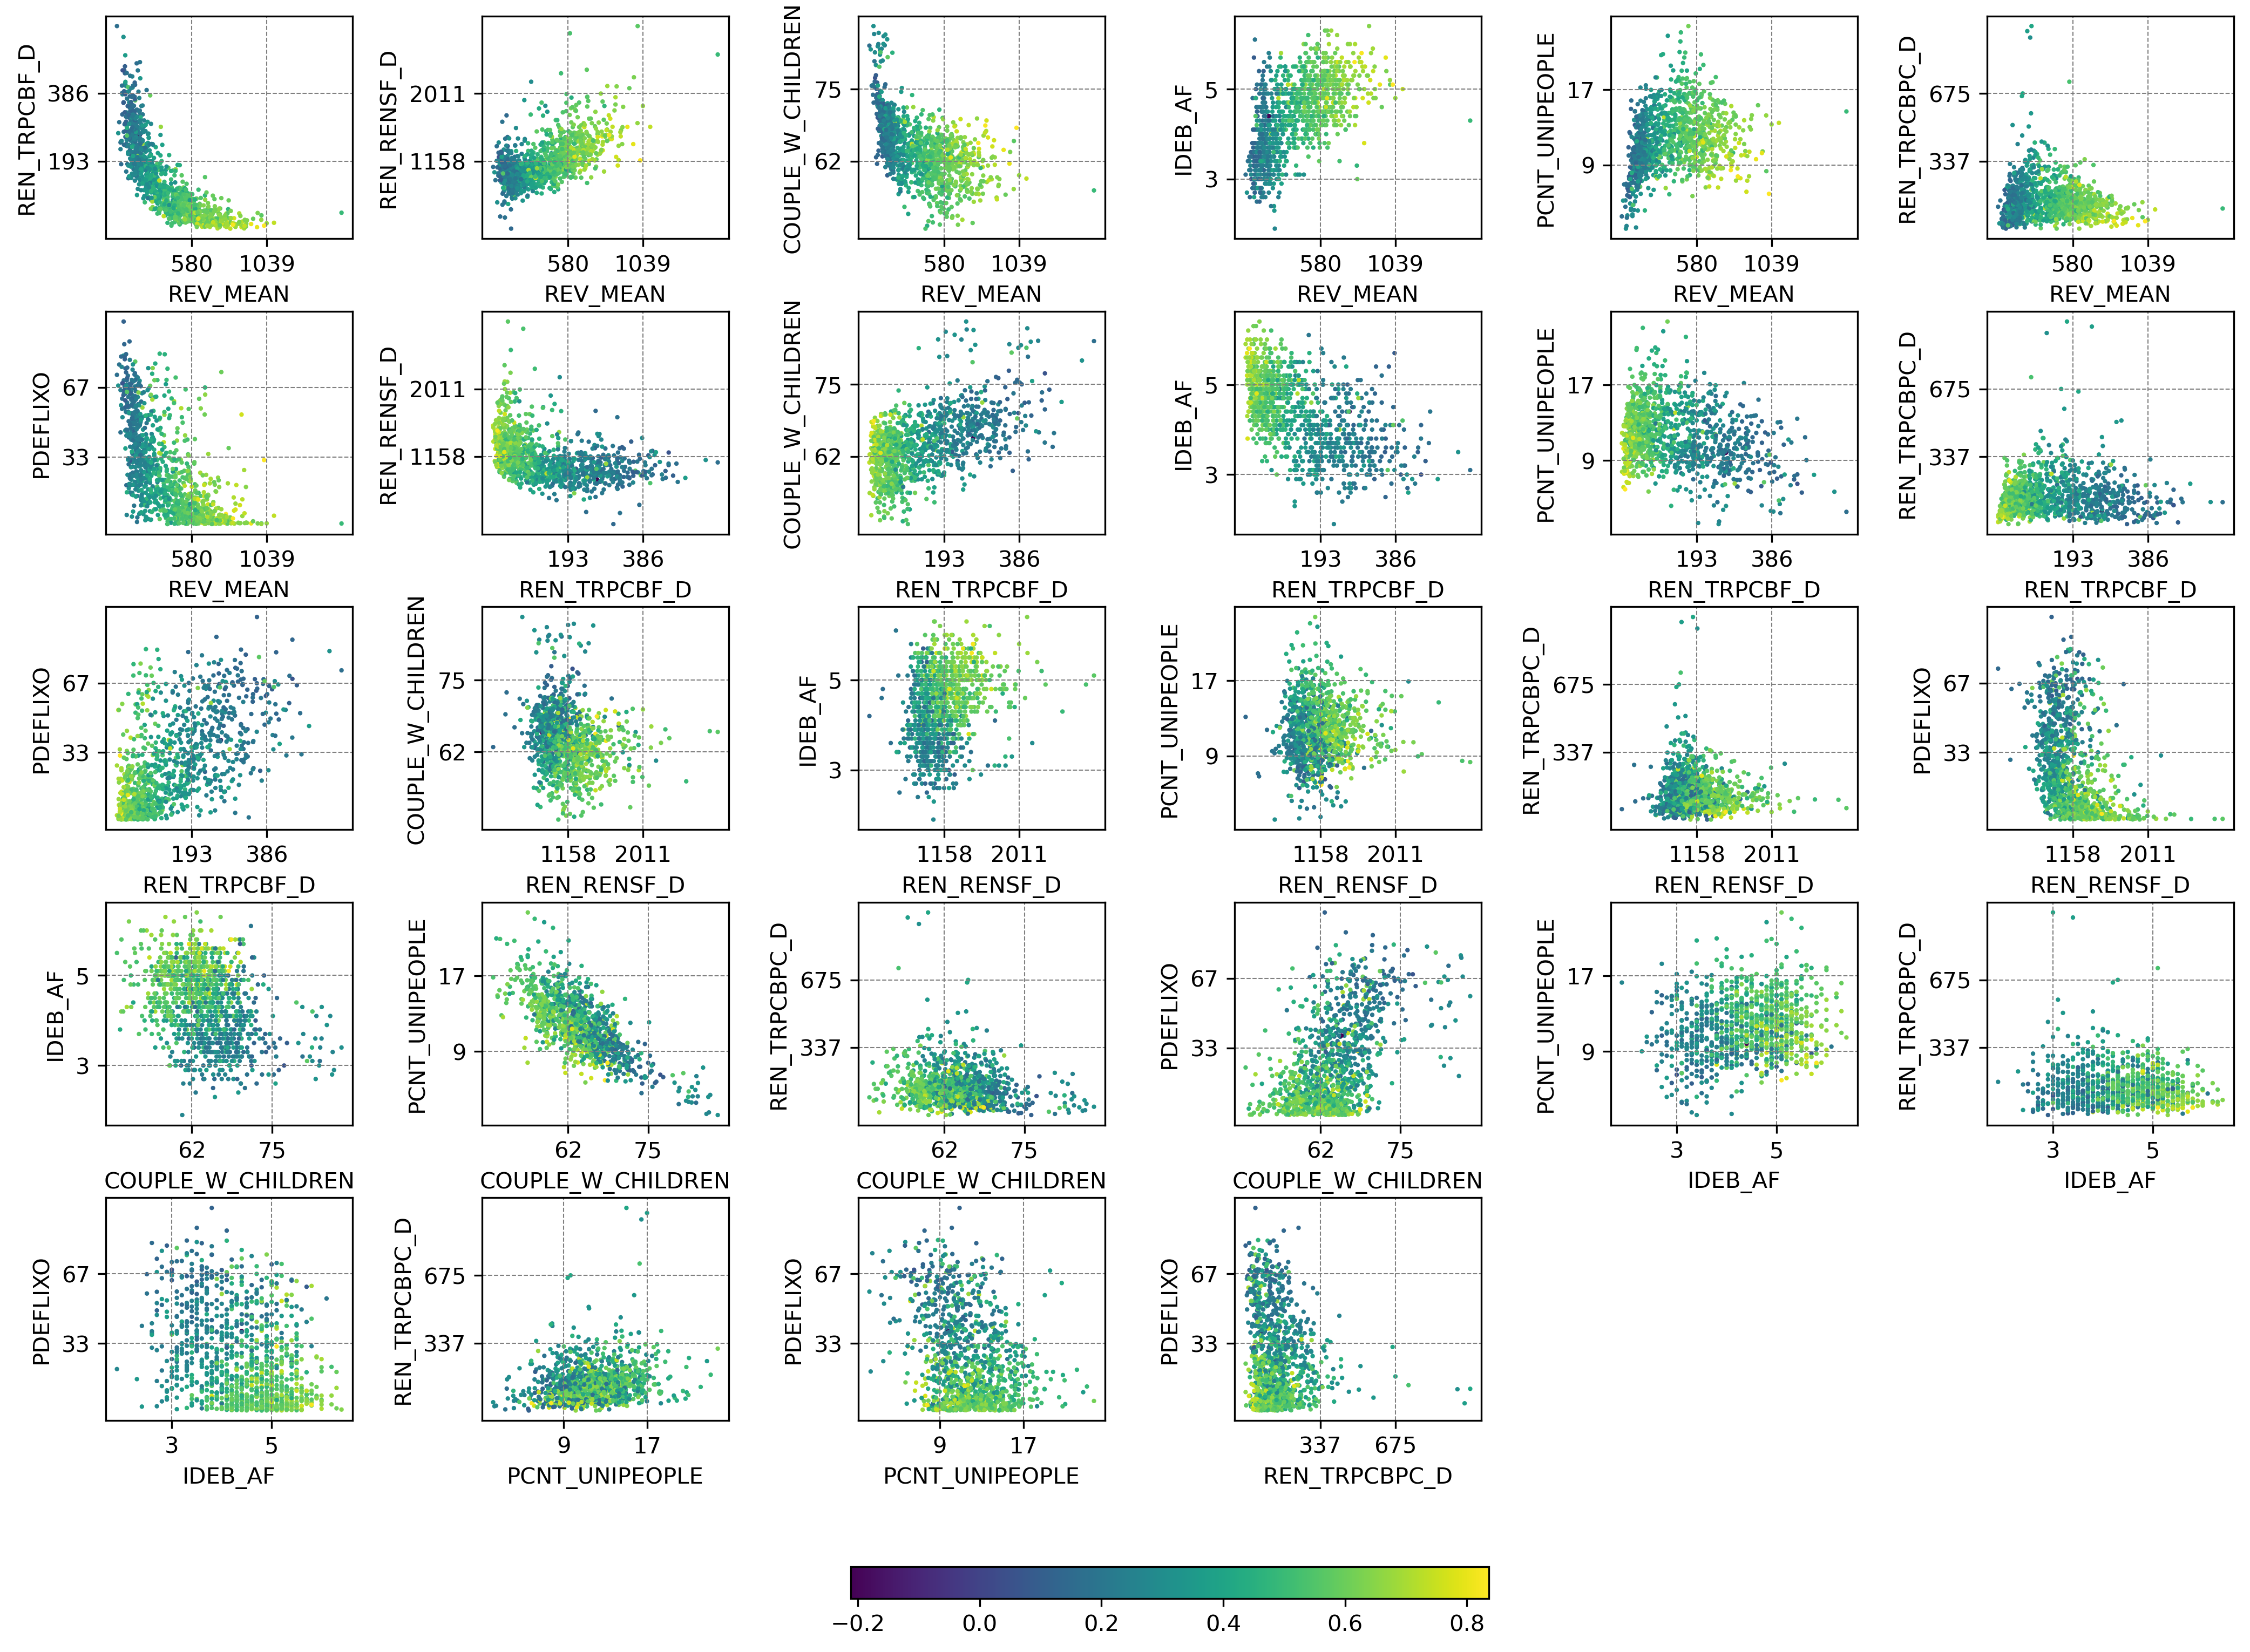 REN_TRPCBF_D
386
193
580 1039
REV_MEAN
REN_RENSF_D
2011
1158
580 1039
REV_MEAN
COUPLE_W_CHILDREN
75
62
580 1039
REV_MEAN
IDEB_AF
5
3
580 1039
REV_MEAN
PCNT_UNIPEOPLE
17
9
580 1039
REV_MEAN
REN_TRPCBPC_D
675
337
580 1039
REV_MEAN
PDEFLIXO
67
33
580 1039
REV_MEAN
REN_RENSF_D
2011
1158
193 386
REN_TRPCBF_D
COUPLE_W_CHILDREN
75
62
193 386
REN_TRPCBF_D
IDEB_AF
5
3
193 386
REN_TRPCBF_D
PCNT_UNIPEOPLE
17
9
193 386
REN_TRPCBF_D
REN_TRPCBPC_D
675
337
193 386
REN_TRPCBF_D
PDEFLIXO
67
33
193 386
REN_TRPCBF_D
COUPLE_W_CHILDREN
75
62
1158 2011
REN_RENSF_D
IDEB_AF
5
3
1158 2011
REN_RENSF_D
PCNT_UNIPEOPLE
17
9
1158 2011
REN_RENSF_D
REN_TRPCBPC_D
675
337
1158 2011
REN_RENSF_D
PDEFLIXO
67
33
1158 2011
REN_RENSF_D
IDEB_AF
5
3
62 75
COUPLE_W_CHILDREN
PCNT_UNIPEOPLE
17
9
62 75
COUPLE_W_CHILDREN
REN_TRPCBPC_D
675
337
62 75
COUPLE_W_CHILDREN
PDEFLIXO
67
33
62 75
COUPLE_W_CHILDREN
PCNT_UNIPEOPLE
17
9
3 5
IDEB_AF
REN_TRPCBPC_D
675
337
3 5
IDEB_AF
PDEFLIXO
67
33
3 5
IDEB_AF
REN_TRPCBPC_D
675
337
9 17
PCNT_UNIPEOPLE
PDEFLIXO
67
33
9 17
PCNT_UNIPEOPLE
PDEFLIXO
67
33
337 675
REN_TRPCBPC_D
−0.2 0.0 0.2 0.4 0.6 0.8